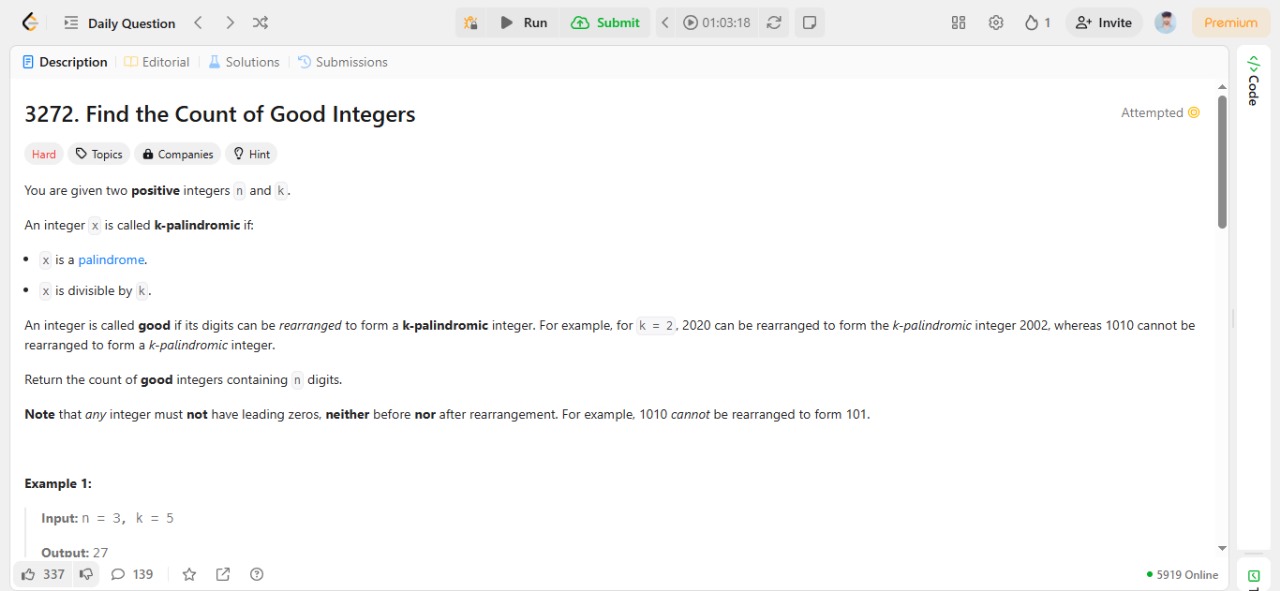 Daily Question
Run
Submit
01:03:18
1
Invite
Premium
Description
Editorial
Solutions
Submissions
Code
3272. Find the Count of Good Integers
Attempted
Hard
Topics
Companies
Hint
You are given two positive integers n and k.
An integer x is called k-palindromic if:
• x is a palindrome.
• x is divisible by k.
An integer is called good if its digits can be rearranged to form a k-palindromic integer. For example, for k = 2, 2020 can be rearranged to form the k-palindromic integer 2002, whereas 1010 cannot be
rearranged to form a k-palindromic integer.
Return the count of good integers containing n digits.
Note that any integer must not have leading zeros, neither before nor after rearrangement. For example, 1010 cannot be rearranged to form 101.
Example 1:
Input: n = 3, k = 5
Output: 27
337
139
5919 Online